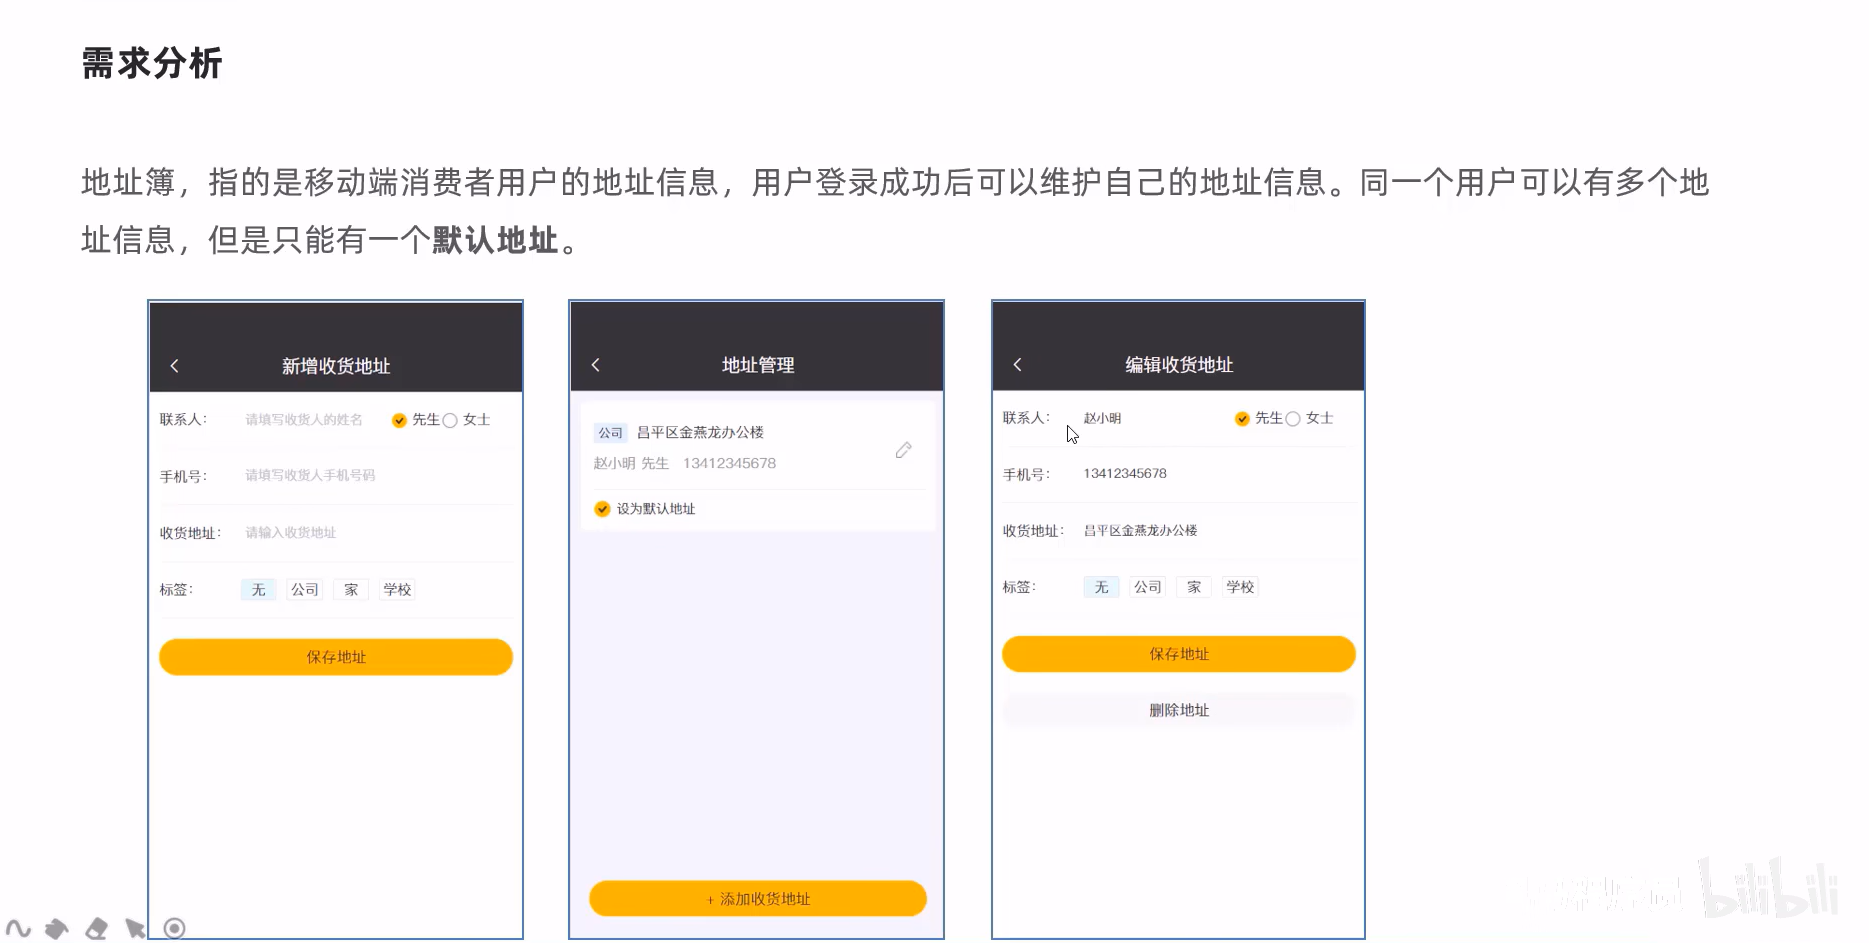 需求分析
地址簿，指的是移动端消费者用户的地址信息，用户登录成功后可以维护自己的地址信息。同一个用户可以有多个地
址信息，但是只能有一个默认地址。
新增收货地址
联系人： 请填写收货人的姓名 先生 女士
手机号： 请填写收货人手机号码
收货地址： 请输入收货地址
标签： 无 公司 家 学校
保存地址
地址管理
公司 昌平区金燕龙办公楼
赵小明 先生 13412345678
设为默认地址
+ 添加收货地址
编辑收货地址
联系人： 赵小明 先生 女士
手机号： 13412345678
收货地址： 昌平区金燕龙办公楼
标签： 无 公司 家 学校
保存地址
删除地址
bilibili